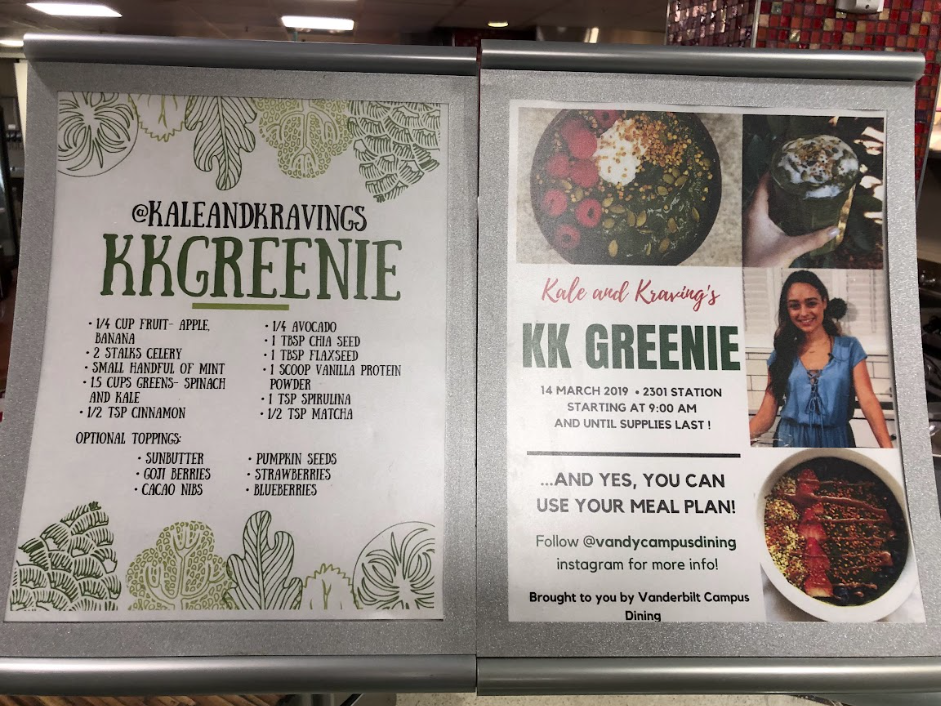 @KALEANDKRAVINGS
KKGREENIE
• 1/4 CUP FRUIT- APPLE,
BANANA
• 2 STALKS CELERY
• SMALL HANDFUL OF MINT
• 1.5 CUPS GREENS- SPINACH
AND KALE
• 1/2 TSP CINNAMON
• 1/4 AVOCADO
• 1 TBSP CHIA SEED
• 1 TBSP FLAXSEED
• 1 SCOOP VANILLA PROTEIN
POWDER
• 1 TSP SPIRULINA
• 1/2 TSP MATCHA
OPTIONAL TOPPINGS:
• SUNBUTTER
• GOJI BERRIES
• CACAO NIBS
• PUMPKIN SEEDS
• STRAWBERRIES
• BLUEBERRIES
Kale and Kraving's
KK GREENIE
14 MARCH 2019 • 2301 STATION
STARTING AT 9:00 AM
AND UNTIL SUPPLIES LAST !
...AND YES, YOU CAN
USE YOUR MEAL PLAN!
Follow @vandycampusdining
instagram for more info!
Brought to you by Vanderbilt Campus
Dining